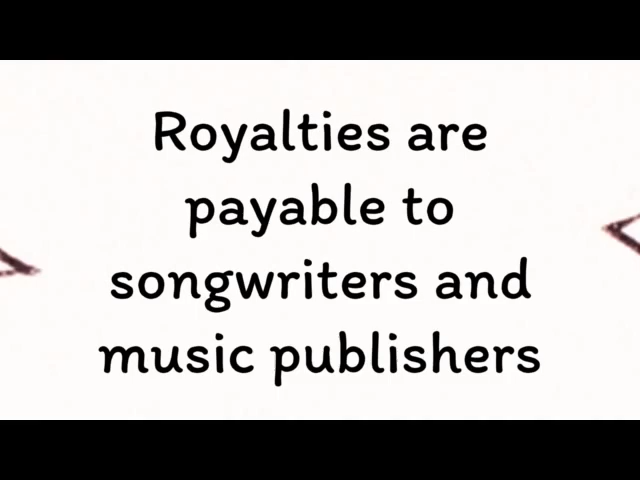 Royalties are
payable to
songwriters and
music publishers